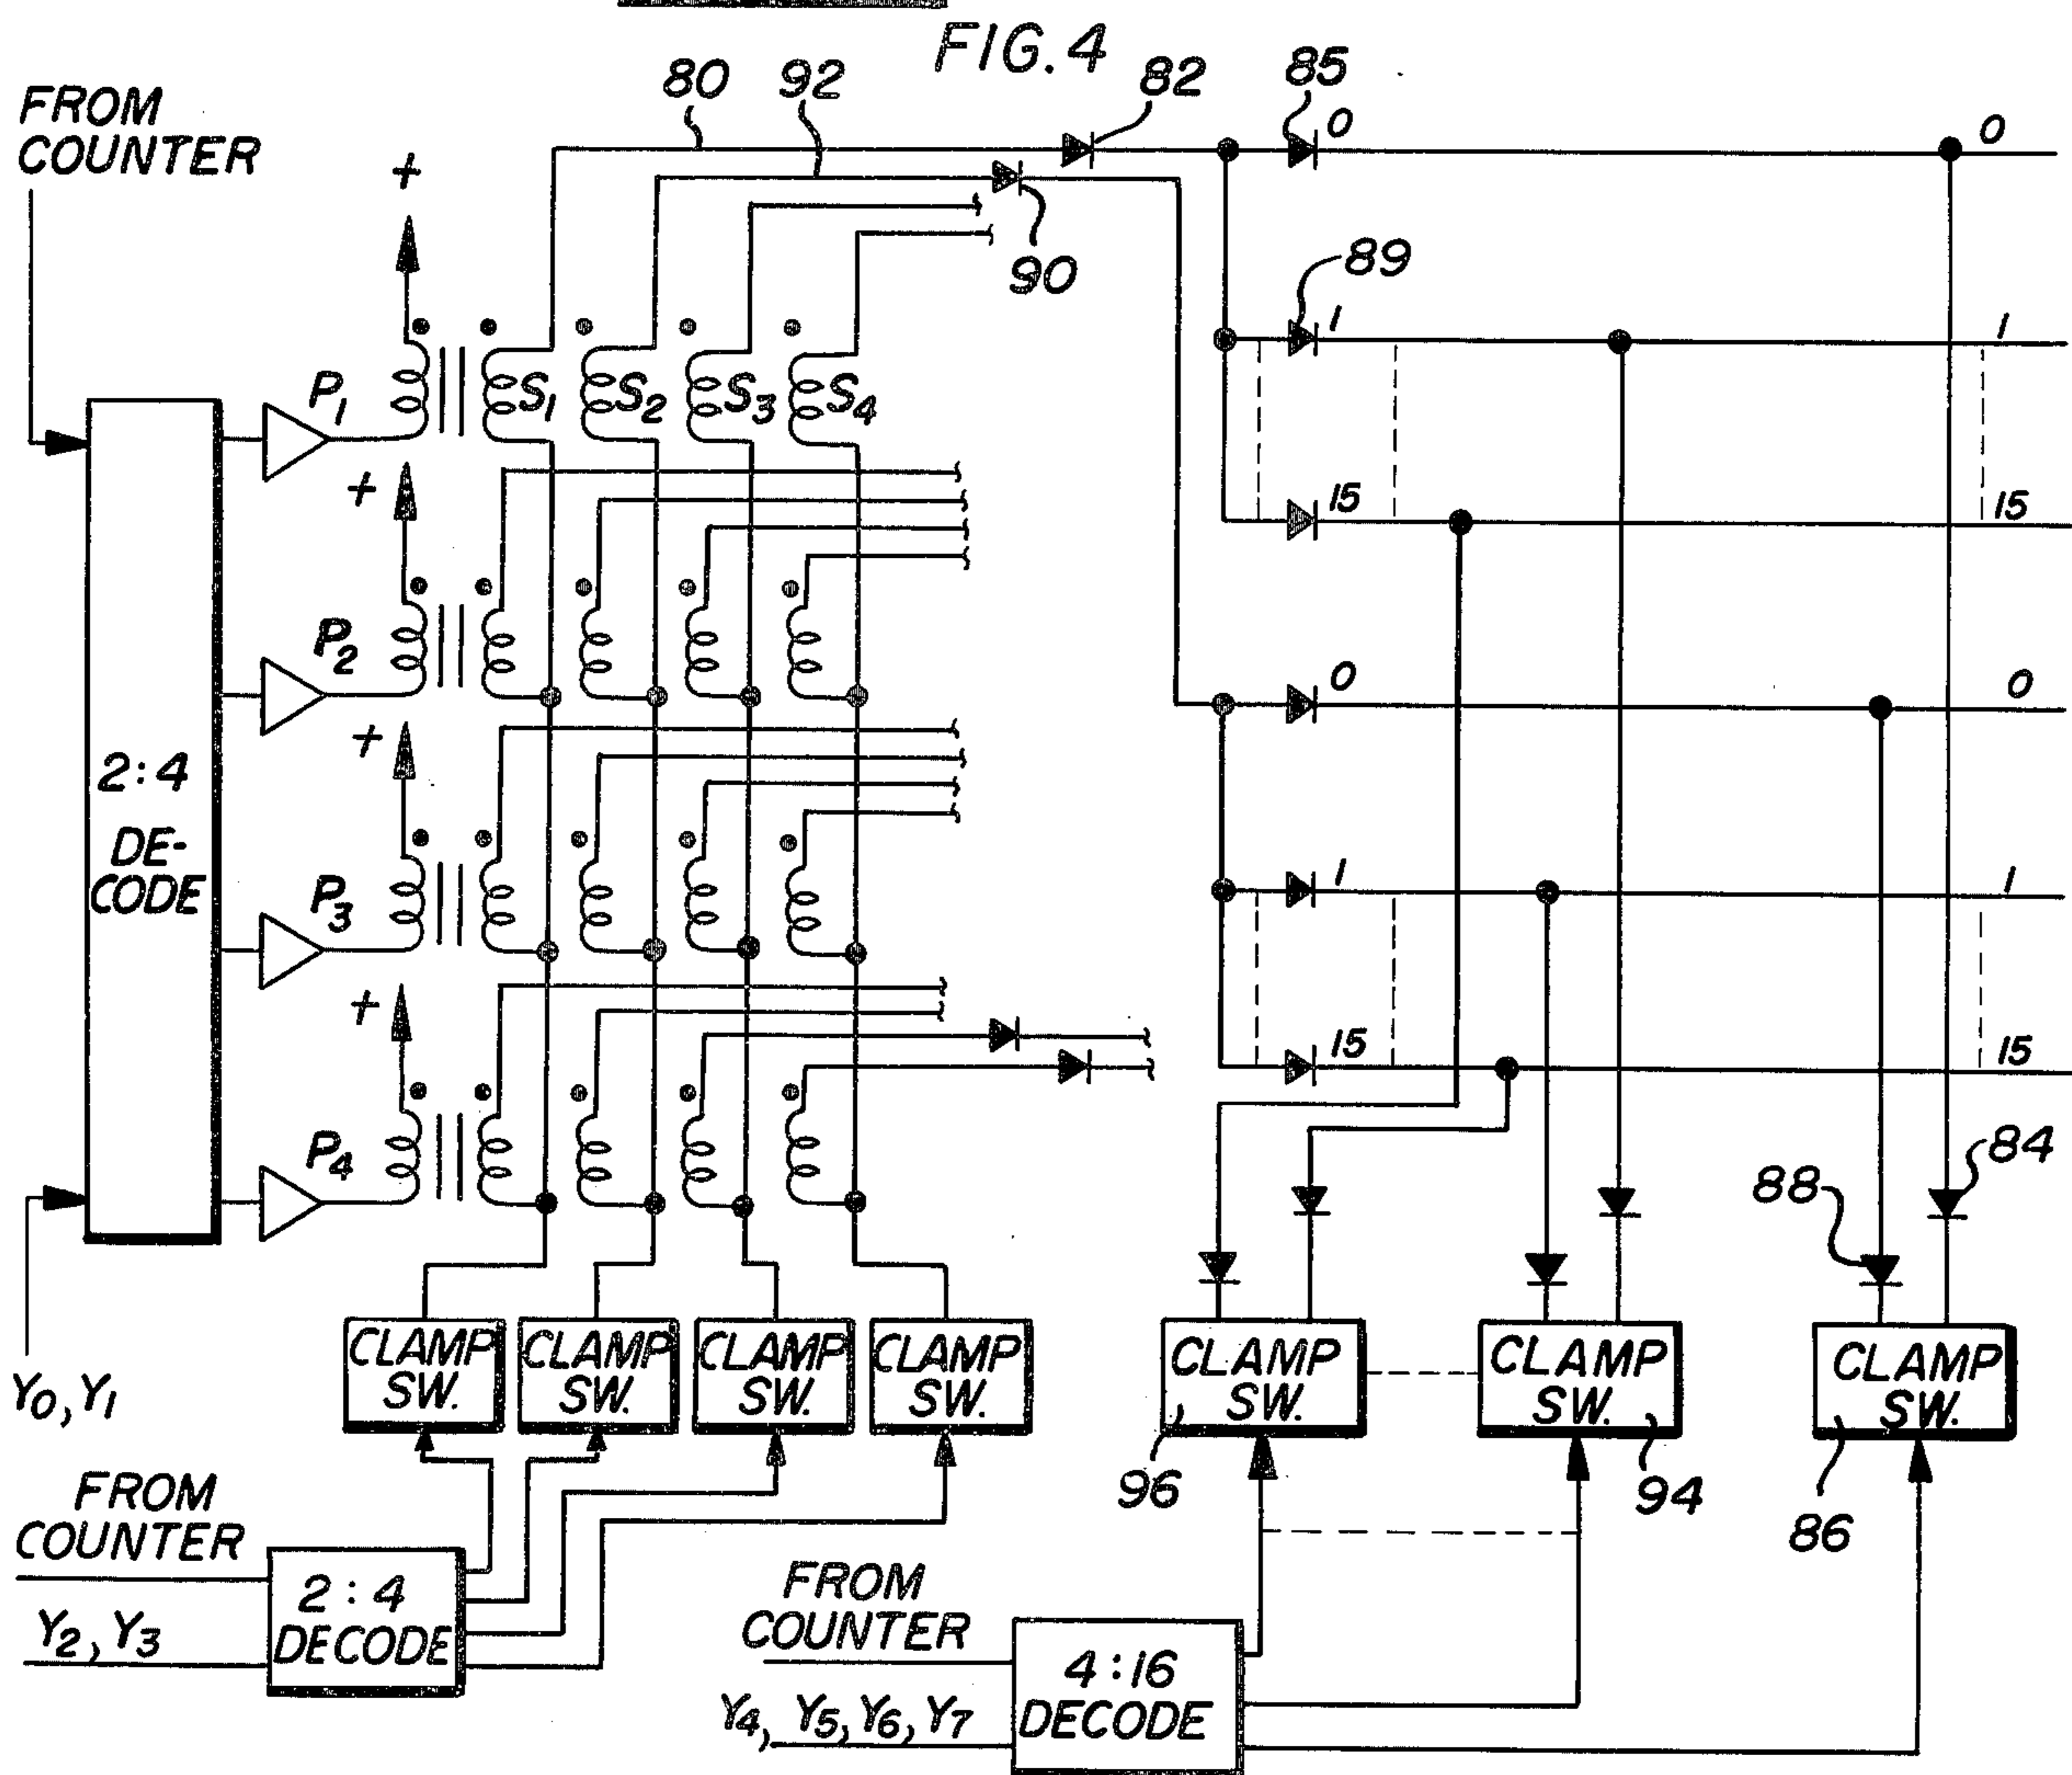 FIG. 4
80
92
82
85
0
0
FROM
COUNTER
+
90
89
1
1
P1
S1
S2
S3
S4
+
15
15
P2
0
0
+
2:4
DE-
CODE
P3
1
1
+
15
15
P4
88
84
CLAMP
SW.
CLAMP
SW.
CLAMP
SW.
CLAMP
SW.
CLAMP
SW.
CLAMP
SW.
CLAMP
SW.
Y0, Y1
96
94
86
FROM
COUNTER
2:4
DECODE
Y2, Y3
FROM
COUNTER
4:16
DECODE
Y4, Y5, Y6, Y7